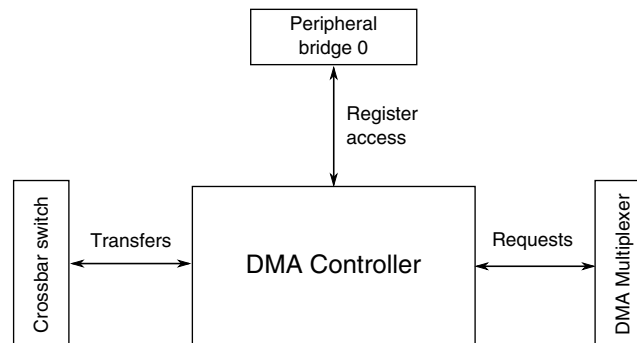 Peripheral
bridge 0
Register
access
Crossbar switch
Transfers
DMA Controller
Requests
DMA Multiplexer